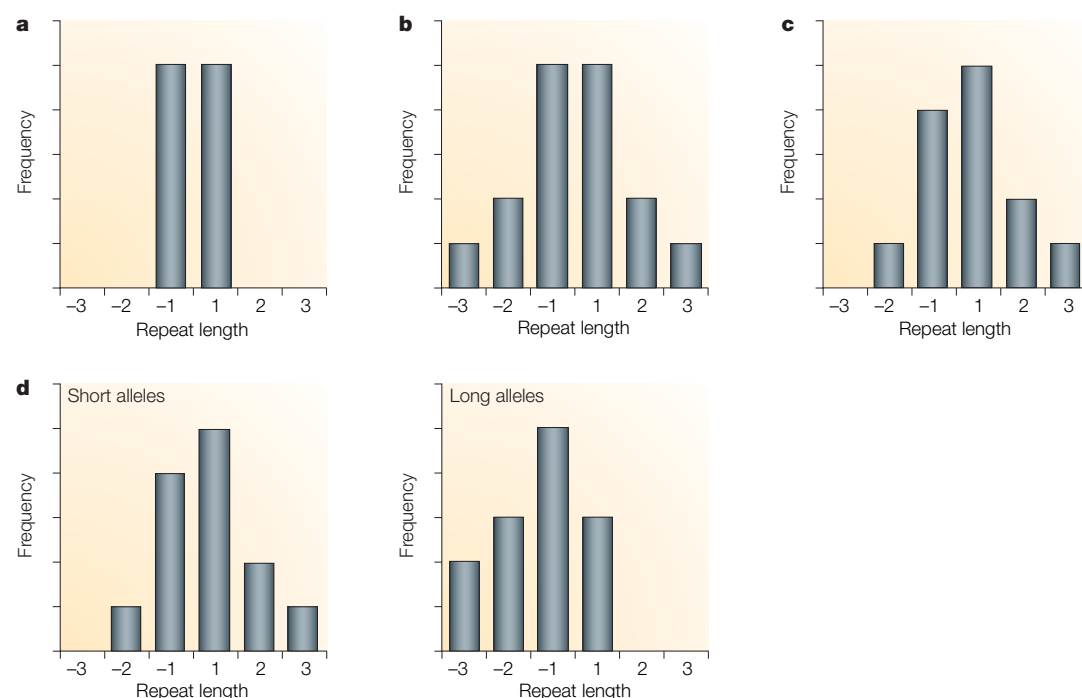 a
Frequency
–3 –2 –1 1 2 3
Repeat length
b
Frequency
–3 –2 –1 1 2 3
Repeat length
c
Frequency
–3 –2 –1 1 2 3
Repeat length
d
Short alleles
Frequency
–3 –2 –1 1 2 3
Repeat length
Long alleles
Frequency
–3 –2 –1 1 2 3
Repeat length